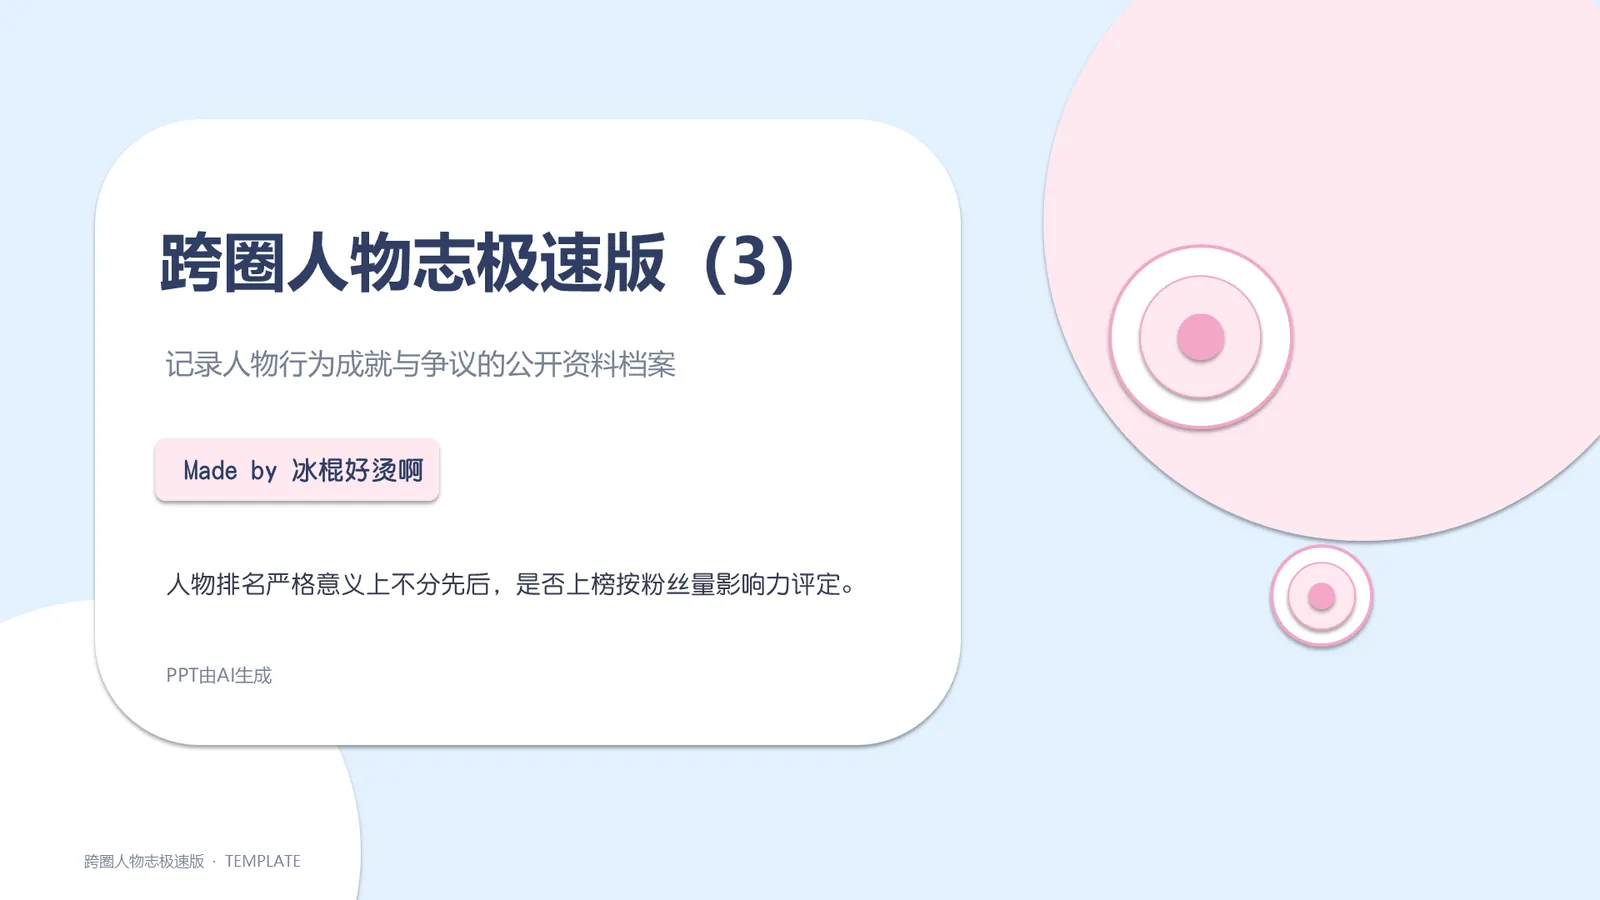 跨圈人物志极速版（3）
记录人物行为成就与争议的公开资料档案
Made by 冰棍好烫啊
人物排名严格意义上不分先后，是否上榜按粉丝量影响力评定。
PPT由AI生成
跨圈人物志极速版 · TEMPLATE